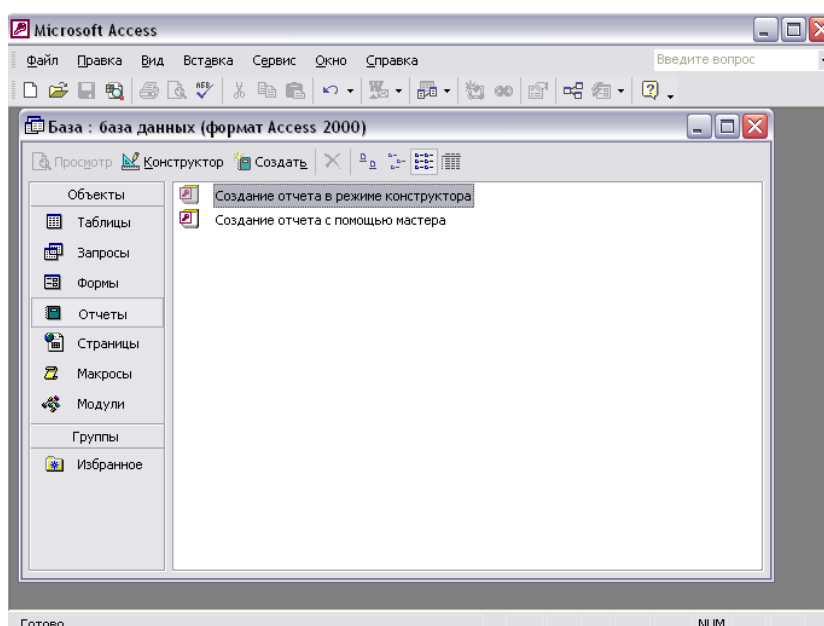 Microsoft Access
Файл Правка Вид Вставка Сервис Окно Справка Введите вопрос
База : база данных (формат Access 2000)
Просмотр Конструктор Создать
Объекты
Создание отчета в режиме конструктора
Таблицы
Создание отчета с помощью мастера
Запросы
Формы
Отчеты
Страницы
Макросы
Модули
Группы
Избранное
Готово NUM